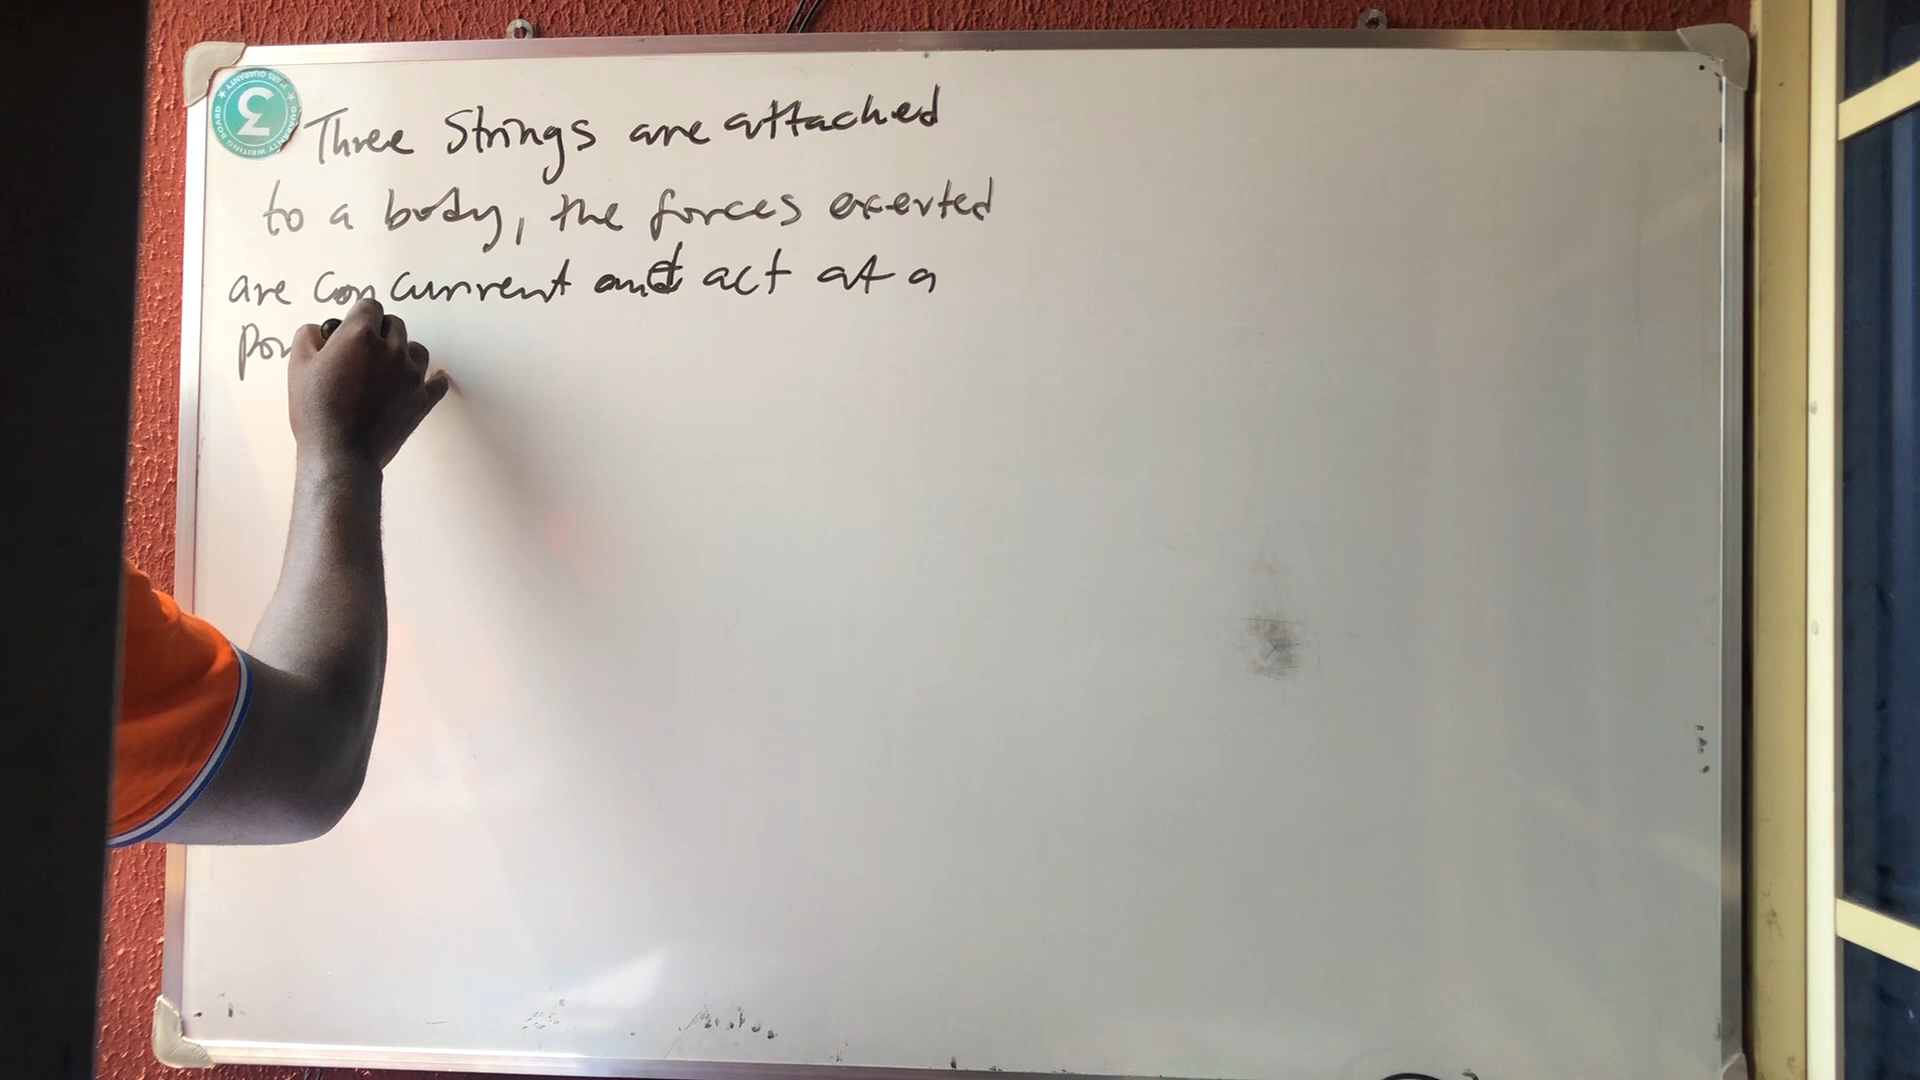 Three Strings are attached
to a body, the forces exerted
are concurrent and act at a